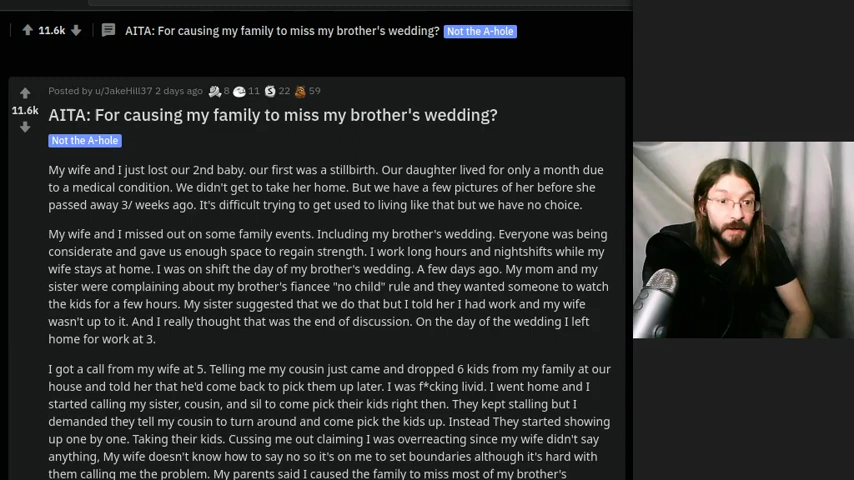 11.6k AITA: For causing my family to miss my brother's wedding? Not the A-hole
Posted by u/JakeHill37 2 days ago 8 11 22 59
11.6k
AITA: For causing my family to miss my brother's wedding?
Not the A-hole
My wife and I just lost our 2nd baby. our first was a stillbirth. Our daughter lived for only a month due
to a medical condition. We didn't get to take her home. But we have a few pictures of her before she
passed away 3/ weeks ago. It's difficult trying to get used to living like that but we have no choice.
My wife and I missed out on some family events. Including my brother's wedding. Everyone was being
considerate and gave us enough space to regain strength. I work long hours and nightshifts while my
wife stays at home. I was on shift the day of my brother's wedding. A few days ago. My mom and my
sister were complaining about my brother's fiancee "no child" rule and they wanted someone to watch
the kids for a few hours. My sister suggested that we do that but I told her I had work and my wife
wasn't up to it. And I really thought that was the end of discussion. On the day of the wedding I left
home for work at 3.
I got a call from my wife at 5. Telling me my cousin just came and dropped 6 kids from my family at our
house and told her that he'd come back to pick them up later. I was f*cking livid. I went home and I
started calling my sister, cousin, and sil to come pick their kids right then. They kept stalling but I
demanded they tell my cousin to turn around and come pick the kids up. Instead They started showing
up one by one. Taking their kids. Cussing me out claiming I was overreacting since my wife didn't say
anything, My wife doesn't know how to say no so it's on me to set boundaries although it's hard with
them calling me the problem. My parents said I caused the family to miss most of my brother's